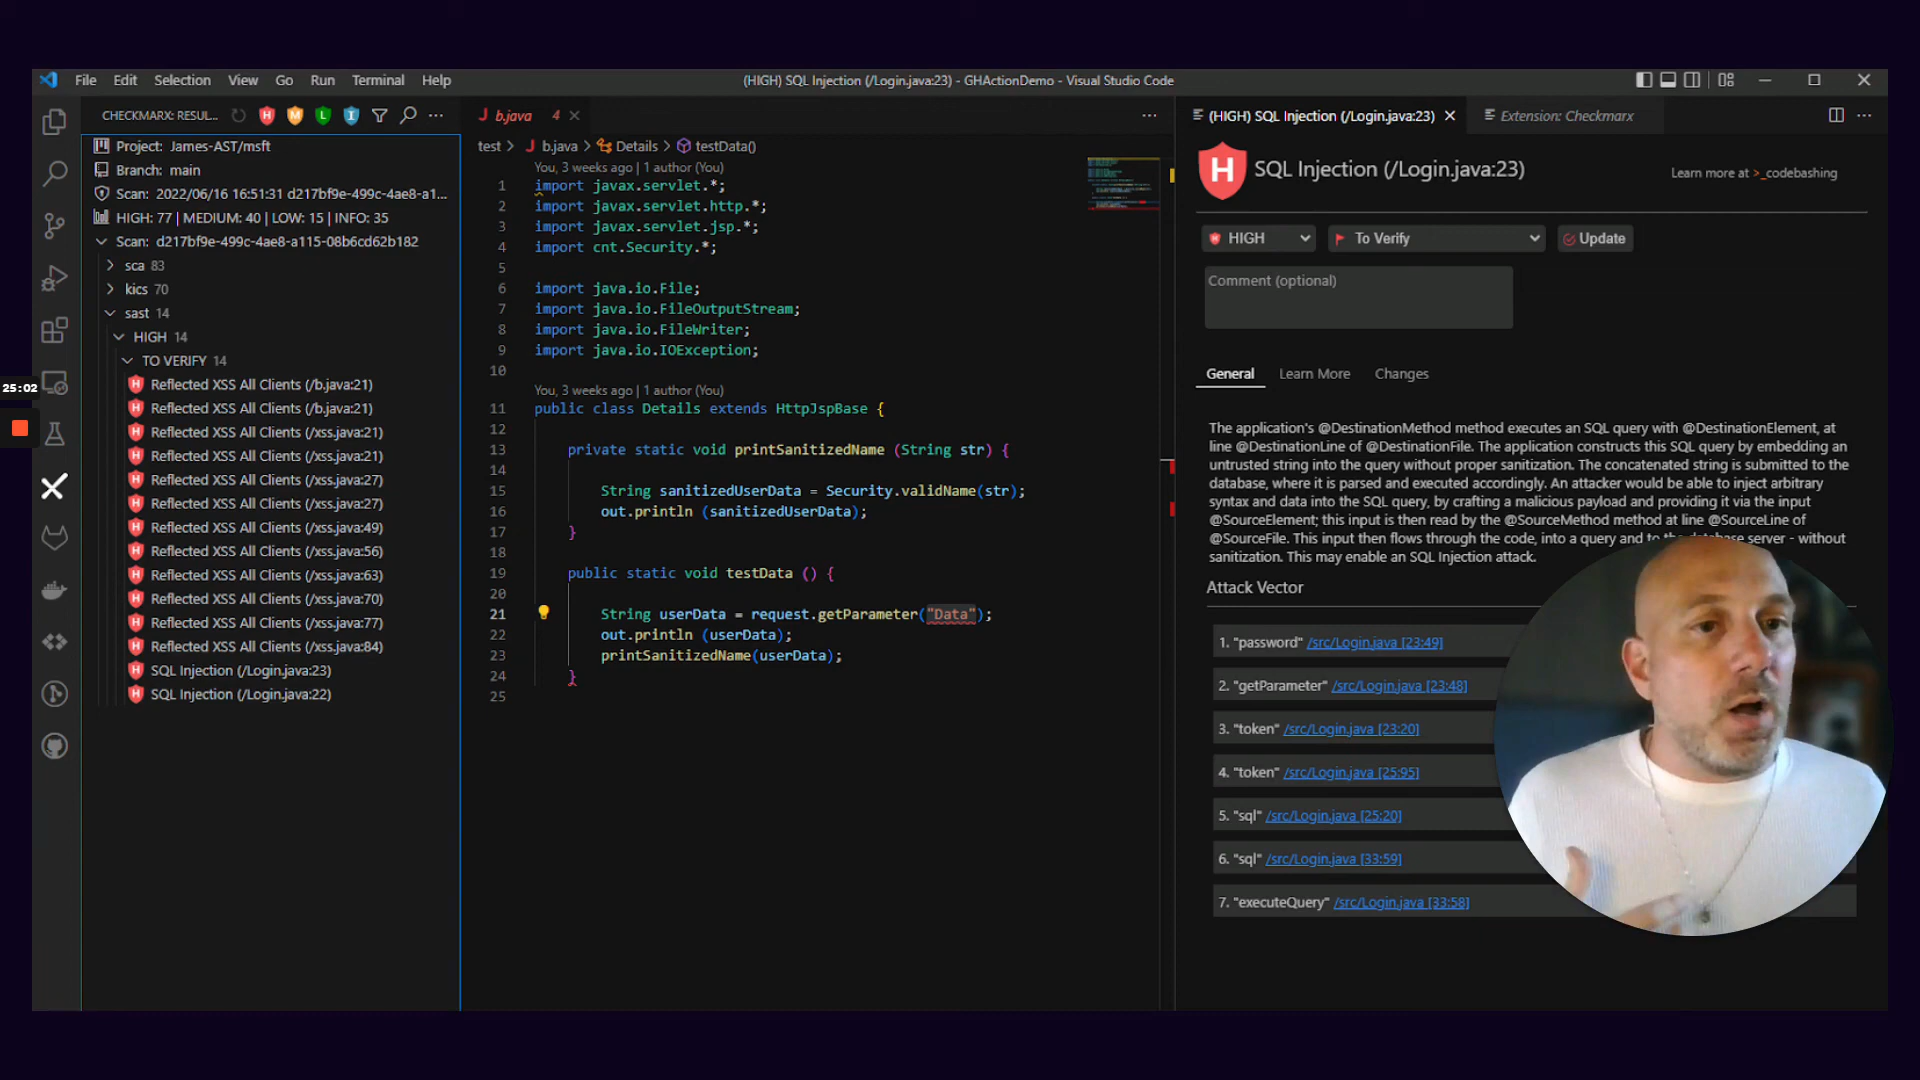 File Edit Selection View Go Run Terminal Help
(HIGH) SQL Injection (/Login.java:23) - GHActionDemo - Visual Studio Code
CHECKMARX: RESUL...
H M L I
Project: James-AST/msft
Branch: main
Scan: 2022/06/16 16:51:31 d217bf9e-499c-4ae8-a1...
HIGH: 77 | MEDIUM: 40 | LOW: 15 | INFO: 35
Scan: d217bf9e-499c-4ae8-a115-08b6cd62b182
sca 83
kics 70
sast 14
HIGH 14
TO VERIFY 14
H Reflected XSS All Clients (/b.java:21)
H Reflected XSS All Clients (/b.java:21)
H Reflected XSS All Clients (/xss.java:21)
H Reflected XSS All Clients (/xss.java:21)
H Reflected XSS All Clients (/xss.java:27)
H Reflected XSS All Clients (/xss.java:27)
H Reflected XSS All Clients (/xss.java:49)
H Reflected XSS All Clients (/xss.java:56)
H Reflected XSS All Clients (/xss.java:63)
H Reflected XSS All Clients (/xss.java:70)
H Reflected XSS All Clients (/xss.java:77)
H Reflected XSS All Clients (/xss.java:84)
H SQL Injection (/Login.java:23)
H SQL Injection (/Login.java:22)
25:02
J b.java 4
test > J b.java > Details > testData()
You, 3 weeks ago | 1 author (You)
1 import javax.servlet.*;
2 import javax.servlet.http.*;
3 import javax.servlet.jsp.*;
4 import cnt.Security.*;
5
6 import java.io.File;
7 import java.io.FileOutputStream;
8 import java.io.FileWriter;
9 import java.io.IOException;
10
You, 3 weeks ago | 1 author (You)
11 public class Details extends HttpJspBase {
12
13 private static void printSanitizedName (String str) {
14
15 String sanitizedUserData = Security.validName(str);
16 out.println (sanitizedUserData);
17 }
18
19 public static void testData () {
20
21 String userData = request.getParameter("Data");
22 out.println (userData);
23 printSanitizedName(userData);
24 }
25
(HIGH) SQL Injection (/Login.java:23)
Extension: Checkmarx
H SQL Injection (/Login.java:23)
Learn more at >_codebashing
HIGH
To Verify
Update
Comment (optional)
General Learn More Changes
The application's @DestinationMethod method executes an SQL query with @DestinationElement, at
line @DestinationLine of @DestinationFile. The application constructs this SQL query by embedding an
untrusted string into the query without proper sanitization. The concatenated string is submitted to the
database, where it is parsed and executed accordingly. An attacker would be able to inject arbitrary
syntax and data into the SQL query, by crafting a malicious payload and providing it via the input
@SourceElement; this input is then read by the @SourceMethod method at line @SourceLine of
@SourceFile. This input then flows through the code, into a query and to the database server - without
sanitization. This may enable an SQL Injection attack.
Attack Vector
1. "password" /src/Login.java [23:49]
2. "getParameter" /src/Login.java [23:48]
3. "token" /src/Login.java [23:20]
4. "token" /src/Login.java [25:95]
5. "sql" /src/Login.java [25:20]
6. "sql" /src/Login.java [33:59]
7. "executeQuery" /src/Login.java [33:58]